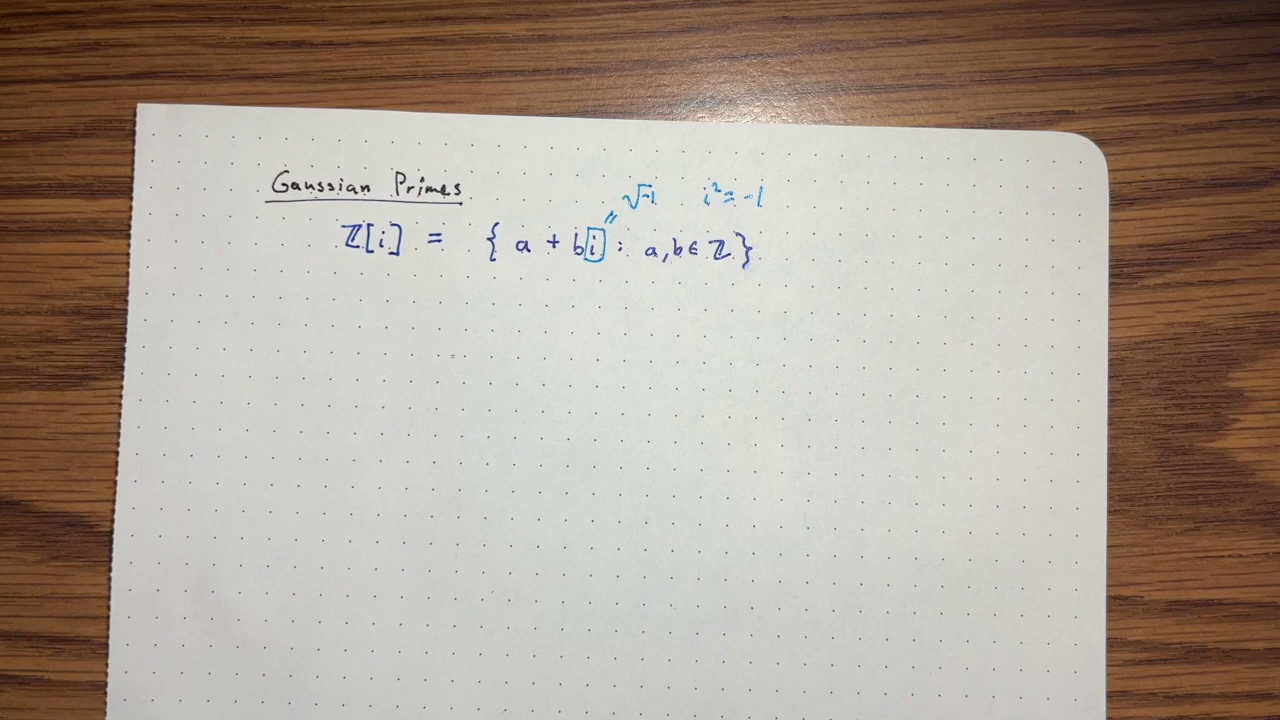 Gaussian Primes
√-1 i² = -1
ℤ[i] = { a + bi : a, b ∈ ℤ }